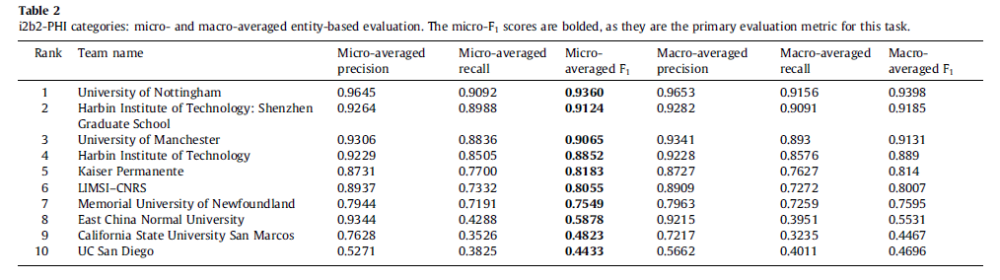 Table 2
i2b2-PHI categories: micro- and macro-averaged entity-based evaluation. The micro-F1 scores are bolded, as they are the primary evaluation metric for this task.
Rank Team name Micro-averaged precision Micro-averaged recall Micro-averaged F1 Macro-averaged precision Macro-averaged recall Macro-averaged F1
1 University of Nottingham 0.9645 0.9092 0.9360 0.9653 0.9156 0.9398
2 Harbin Institute of Technology: Shenzhen Graduate School 0.9264 0.8988 0.9124 0.9282 0.9091 0.9185
3 University of Manchester 0.9306 0.8836 0.9065 0.9341 0.893 0.9131
4 Harbin Institute of Technology 0.9229 0.8505 0.8852 0.9228 0.8576 0.889
5 Kaiser Permanente 0.8731 0.7700 0.8183 0.8727 0.7627 0.814
6 LIMSI–CNRS 0.8937 0.7332 0.8055 0.8909 0.7272 0.8007
7 Memorial University of Newfoundland 0.7944 0.7191 0.7549 0.7963 0.7259 0.7595
8 East China Normal University 0.9344 0.4288 0.5878 0.9215 0.3951 0.5531
9 California State University San Marcos 0.7628 0.3526 0.4823 0.7217 0.3235 0.4467
10 UC San Diego 0.5271 0.3825 0.4433 0.5662 0.4011 0.4696